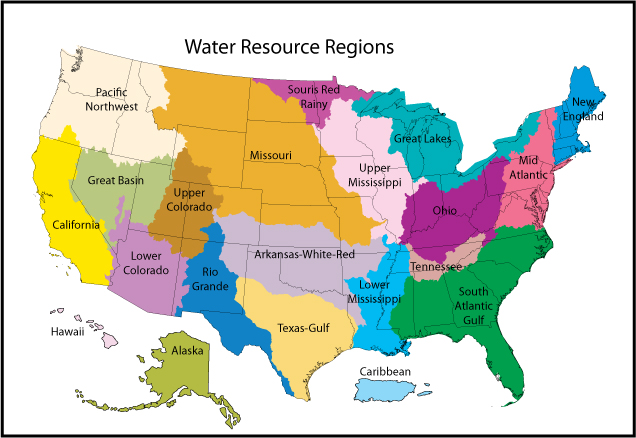 Water Resource Regions
Pacific
Northwest
Souris Red
Rainy
New
England
Great Lakes
Missouri
Upper
Mississippi
Mid
Atlantic
Great Basin
Upper
Colorado
Ohio
California
Lower
Colorado
Arkansas-White-Red
Tennessee
Rio
Grande
Lower
Mississippi
South
Atlantic
Gulf
Texas-Gulf
Hawaii
Alaska
Caribbean